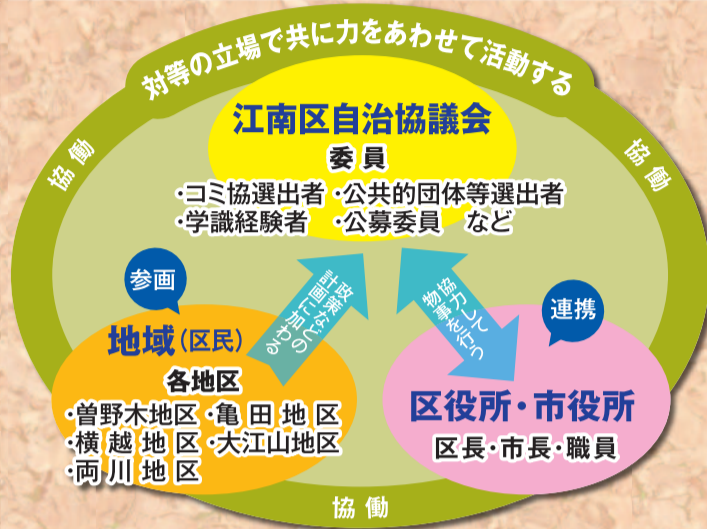 対等の立場で共に力をあわせて活動する
協働
協働
江南区自治協議会
委員
・コミ協選出者 ・公共的団体等選出者
・学識経験者 ・公募委員 など
参画
政策などの
計画に加わる
協力して
物事を行う
連携
地域(区民)
各地区
・曽野木地区 ・亀田地区
・横越地区 ・大江山地区
・両川地区
区役所・市役所
区長・市長・職員
協働